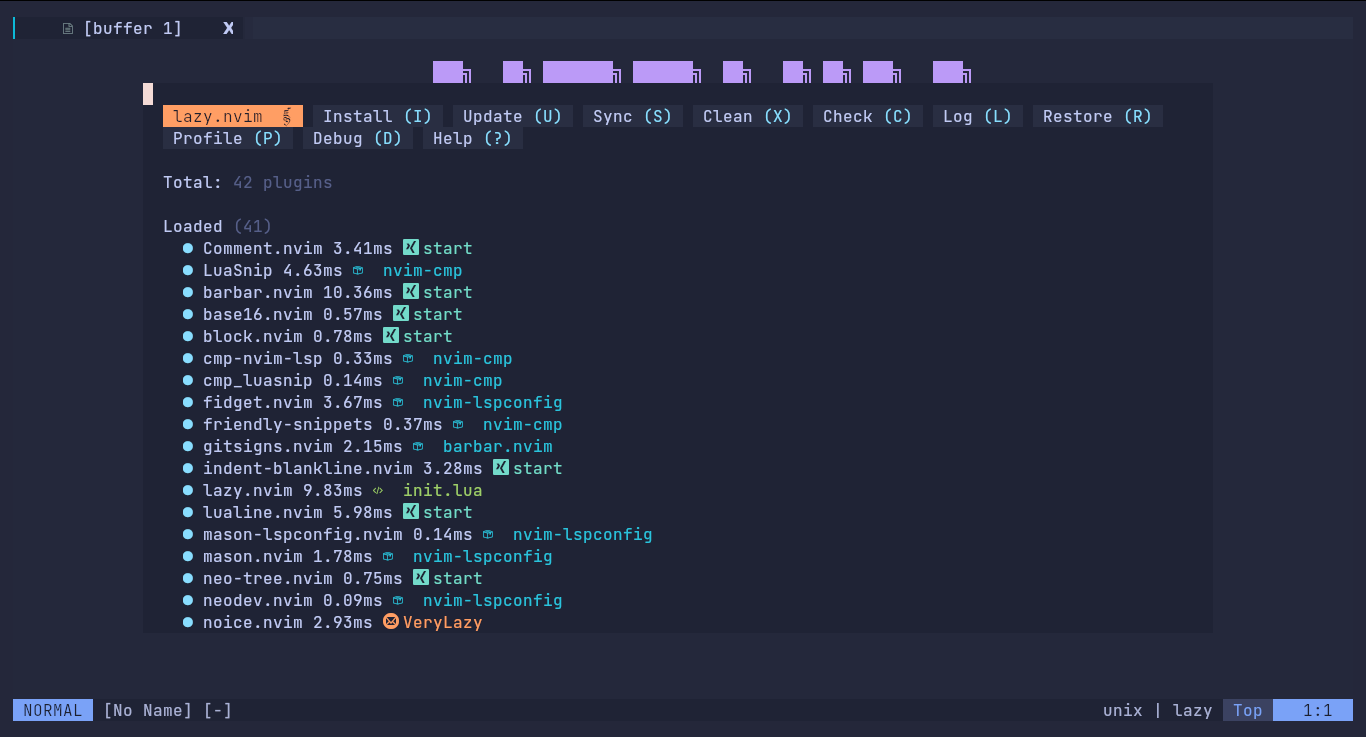 [buffer 1] X
lazy.nvim Install (I) Update (U) Sync (S) Clean (X) Check (C) Log (L) Restore (R)
Profile (P) Debug (D) Help (?)
Total: 42 plugins
Loaded (41)
● Comment.nvim 3.41ms start
● LuaSnip 4.63ms nvim-cmp
● barbar.nvim 10.36ms start
● base16.nvim 0.57ms start
● block.nvim 0.78ms start
● cmp-nvim-lsp 0.33ms nvim-cmp
● cmp_luasnip 0.14ms nvim-cmp
● fidget.nvim 3.67ms nvim-lspconfig
● friendly-snippets 0.37ms nvim-cmp
● gitsigns.nvim 2.15ms barbar.nvim
● indent-blankline.nvim 3.28ms start
● lazy.nvim 9.83ms </> init.lua
● lualine.nvim 5.98ms start
● mason-lspconfig.nvim 0.14ms nvim-lspconfig
● mason.nvim 1.78ms nvim-lspconfig
● neo-tree.nvim 0.75ms start
● neodev.nvim 0.09ms nvim-lspconfig
● noice.nvim 2.93ms VeryLazy
NORMAL [No Name] [-] unix | lazy Top 1:1